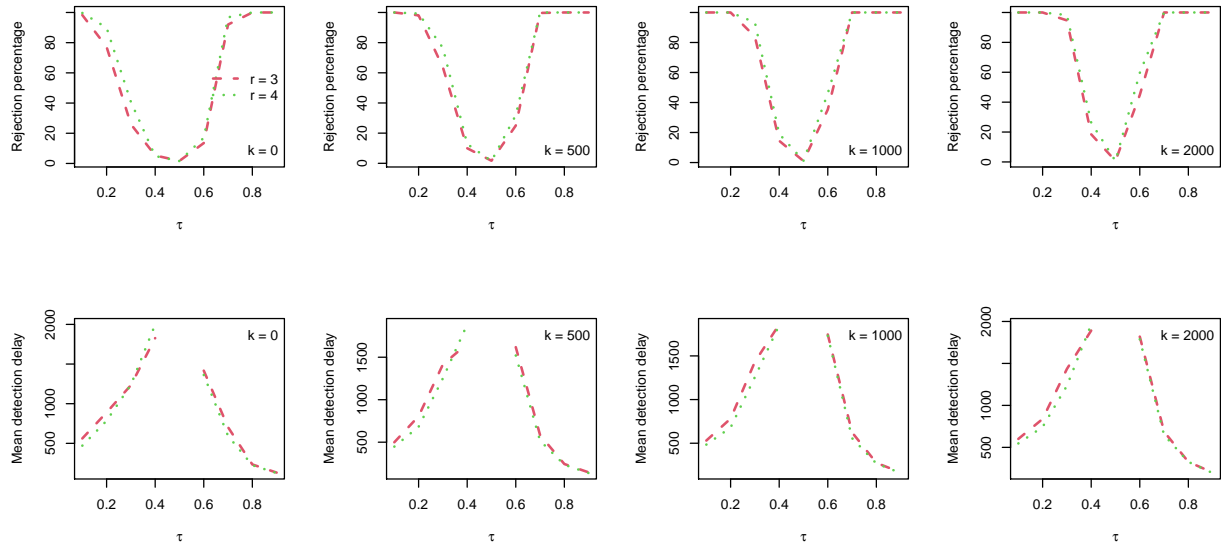 Rejection percentage
0 20 40 60 80
r = 3
r = 4
k = 0
0.2 0.4 0.6 0.8
τ
Rejection percentage
0 20 40 60 80
k = 500
0.2 0.4 0.6 0.8
τ
Rejection percentage
0 20 40 60 80
k = 1000
0.2 0.4 0.6 0.8
τ
Rejection percentage
0 20 40 60 80
k = 2000
0.2 0.4 0.6 0.8
τ
Mean detection delay
500 1000 2000
k = 0
0.2 0.4 0.6 0.8
τ
Mean detection delay
500 1000 1500
k = 500
0.2 0.4 0.6 0.8
τ
Mean detection delay
500 1000 1500
k = 1000
0.2 0.4 0.6 0.8
τ
Mean detection delay
500 1000 2000
k = 2000
0.2 0.4 0.6 0.8
τ